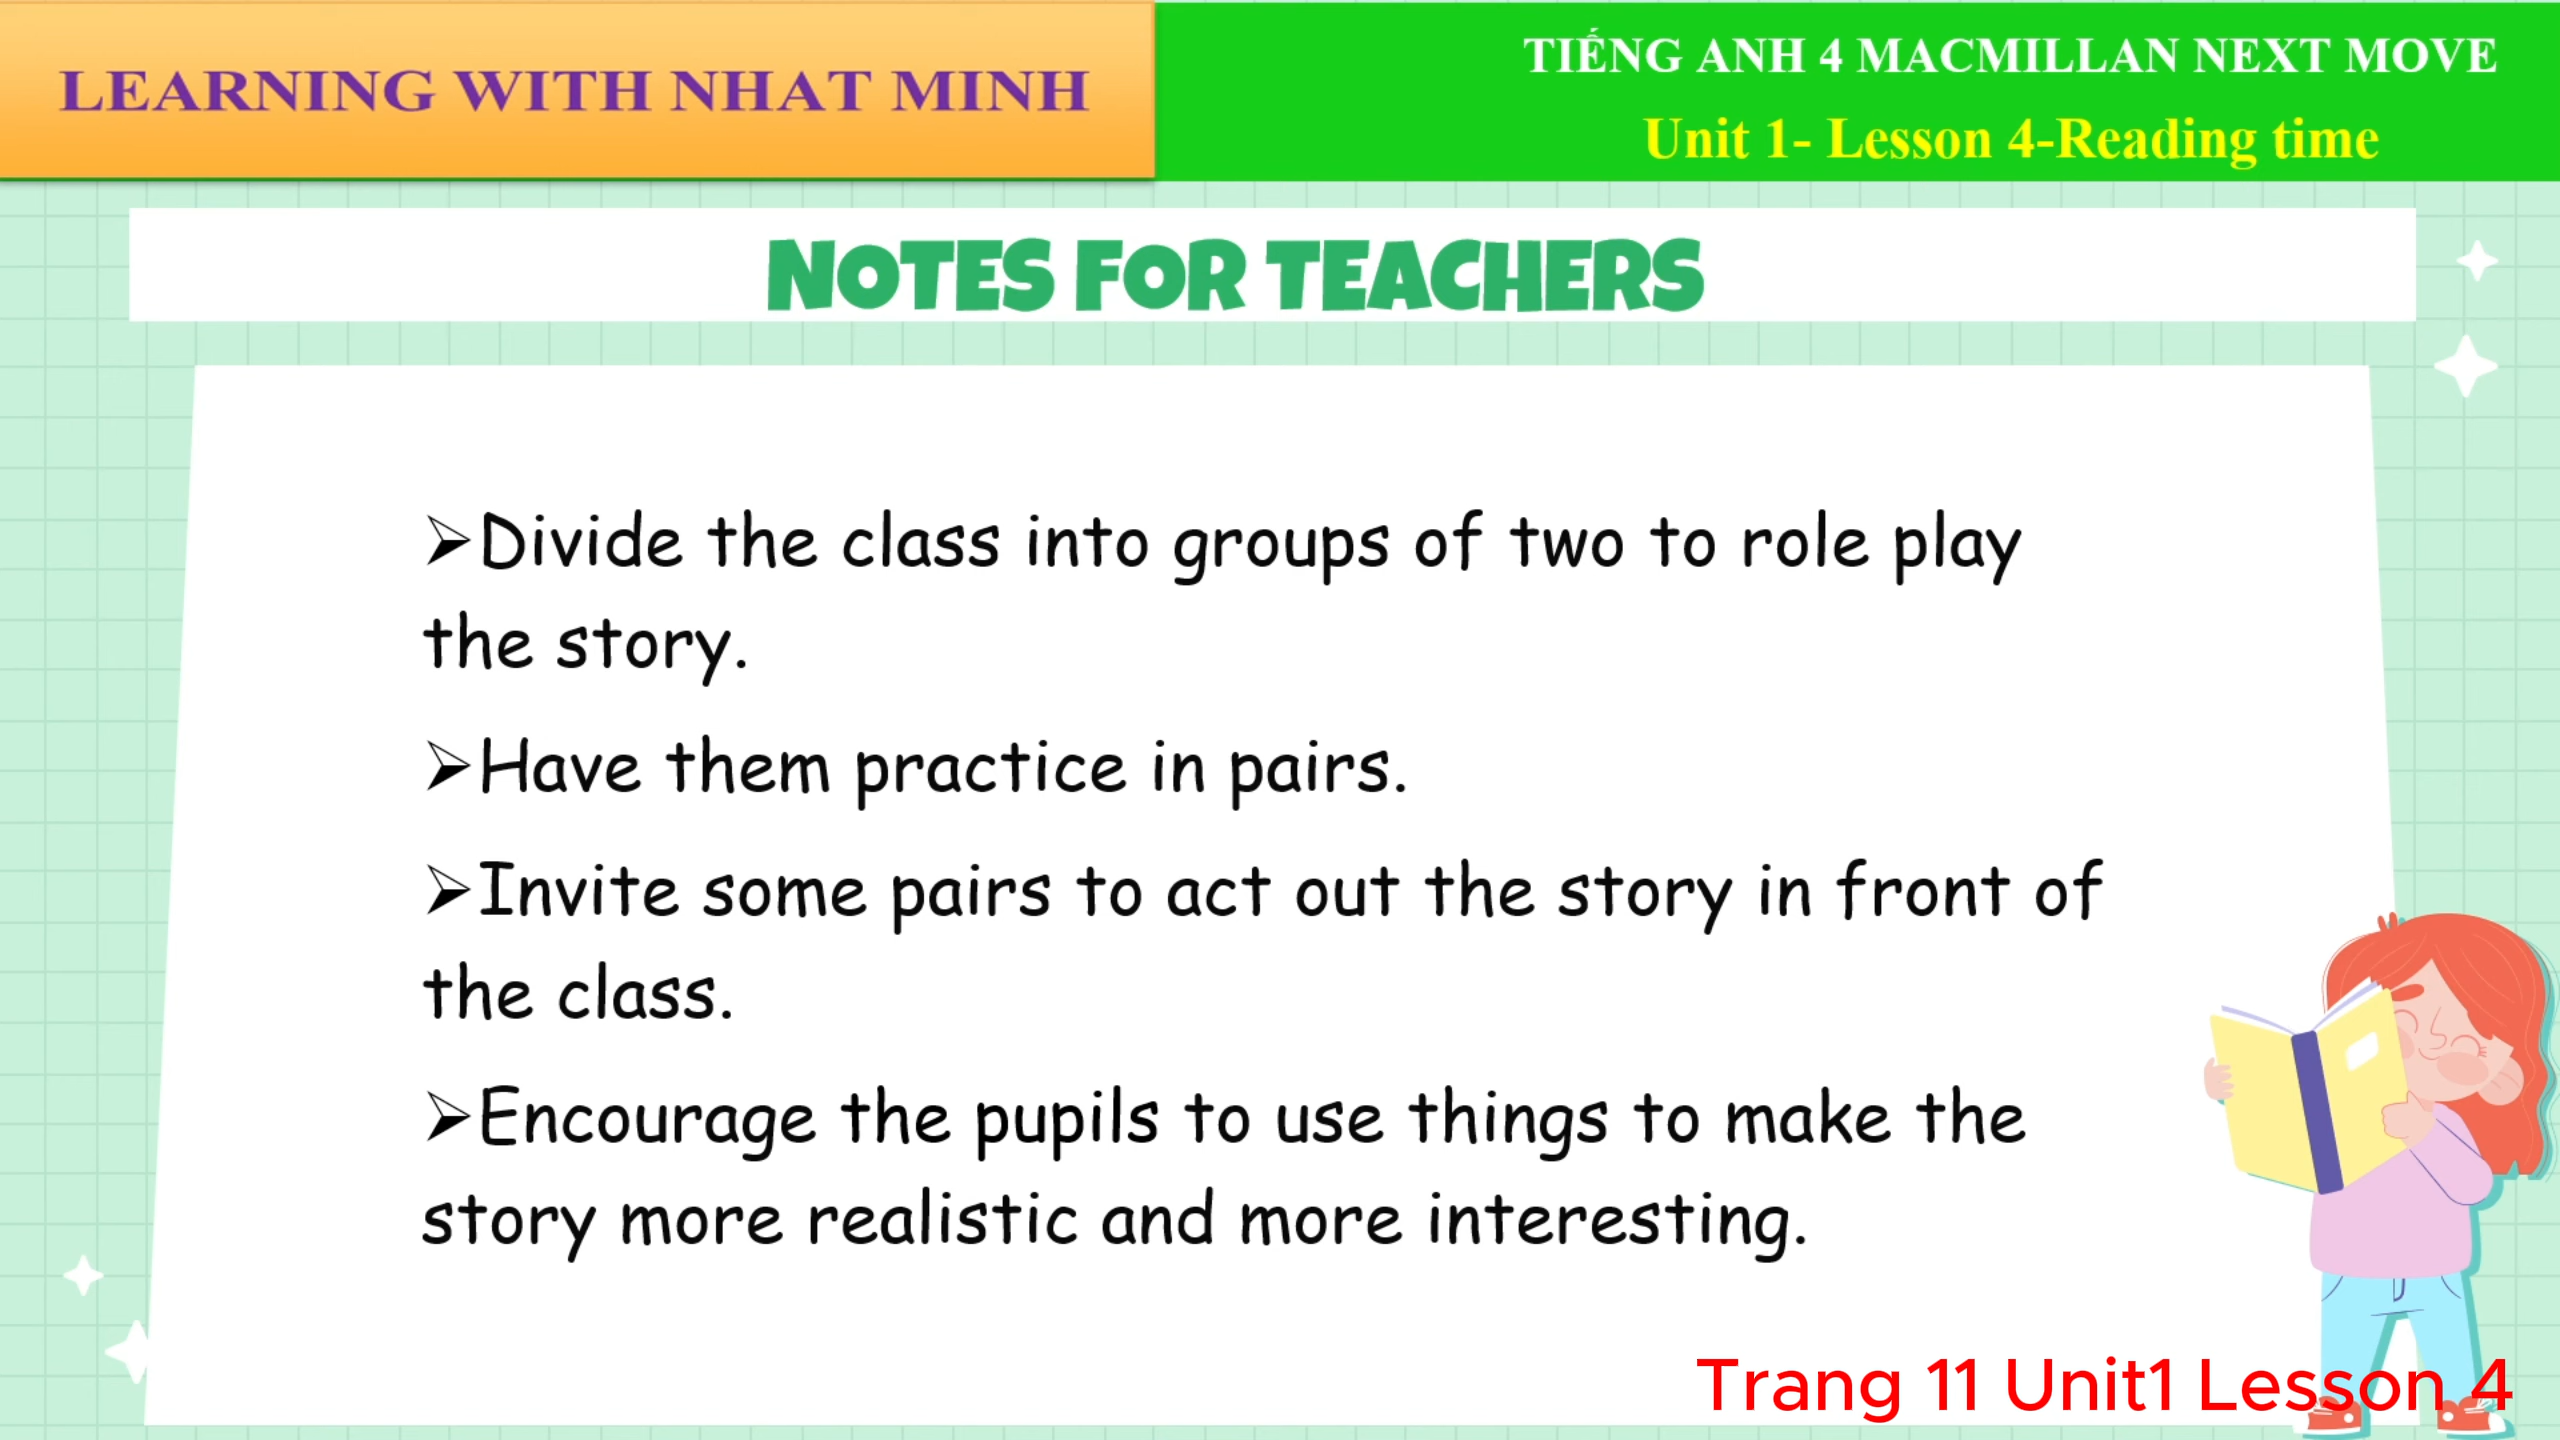 LEARNING WITH NHAT MINH
TIẾNG ANH 4 MACMILLAN NEXT MOVE
Unit 1- Lesson 4-Reading time
NOTES FOR TEACHERS
➢Divide the class into groups of two to role play
the story.
➢Have them practice in pairs.
➢Invite some pairs to act out the story in front of
the class.
➢Encourage the pupils to use things to make the
story more realistic and more interesting.
Trang 11 Unit1 Lesson 4